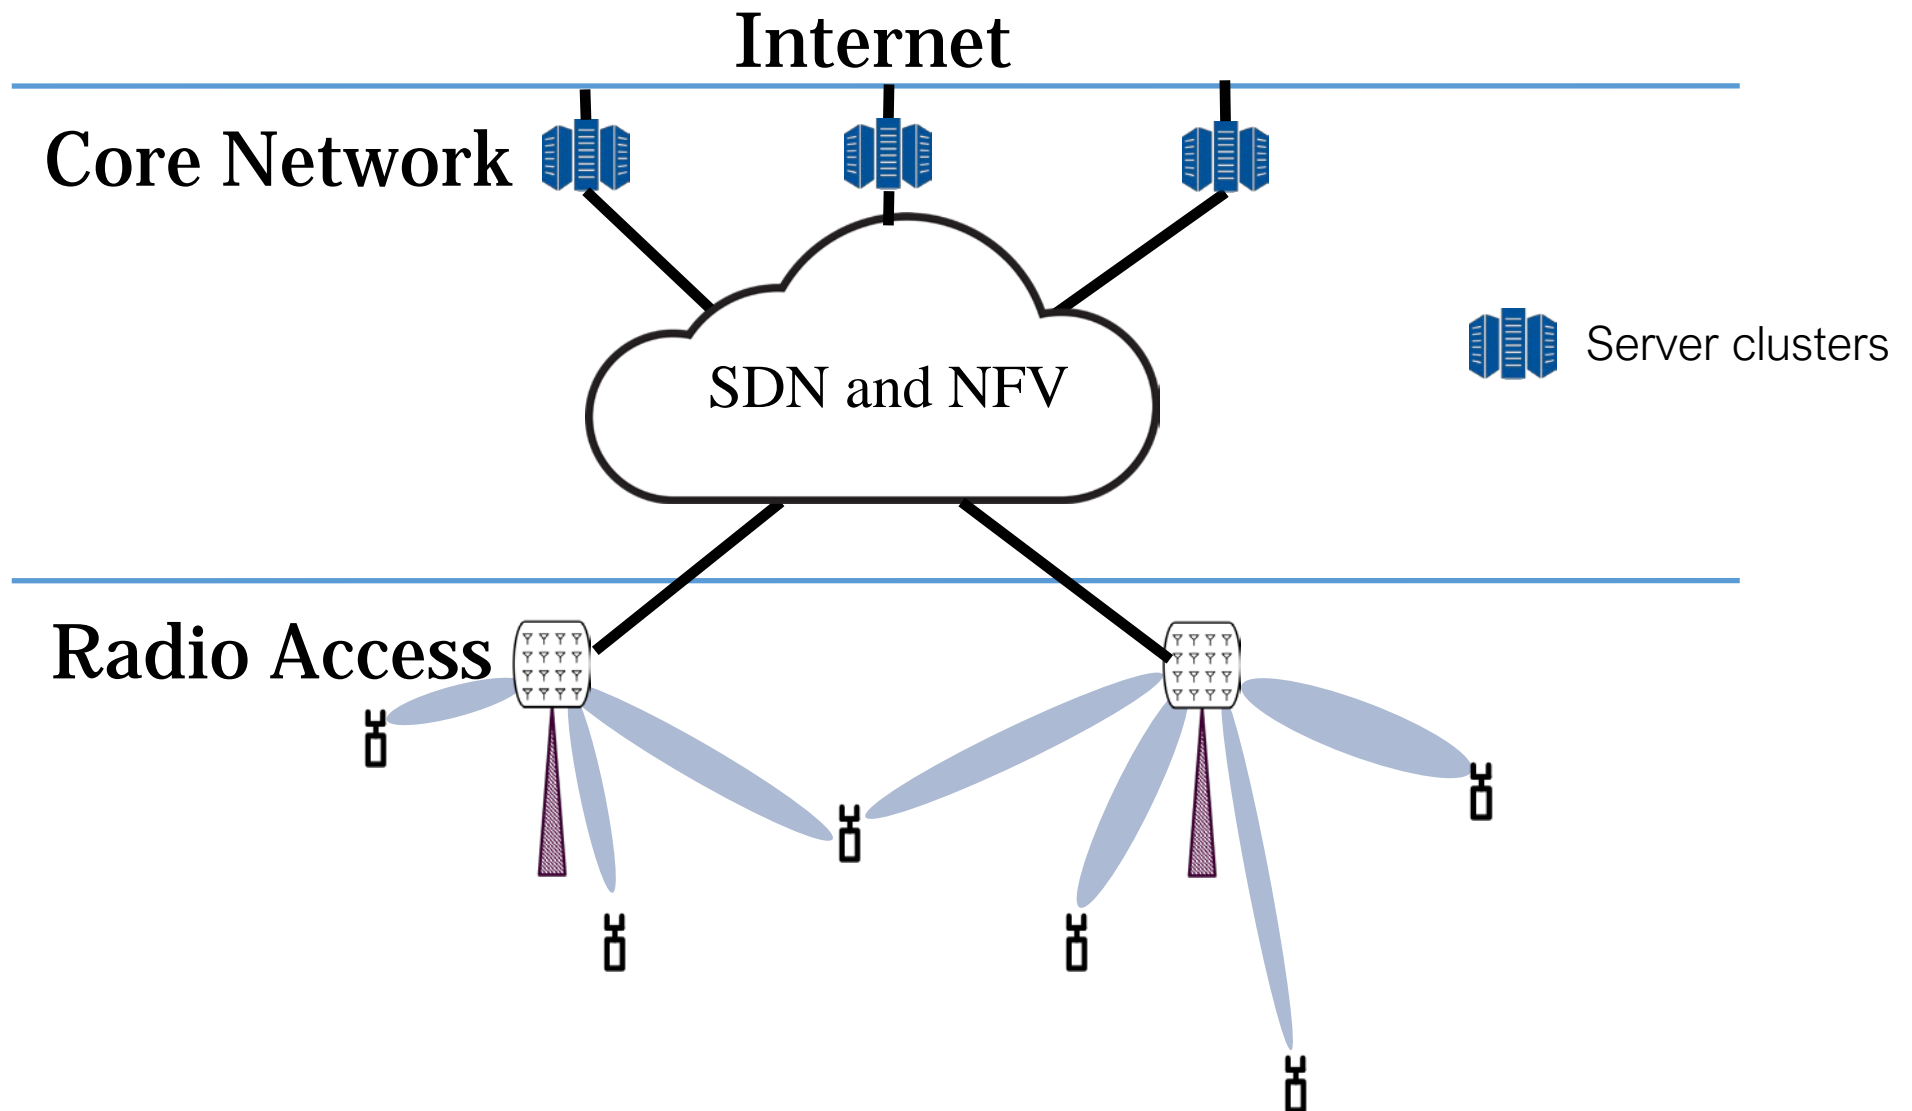 Internet
Core Network
SDN and NFV
Server clusters
Radio Access